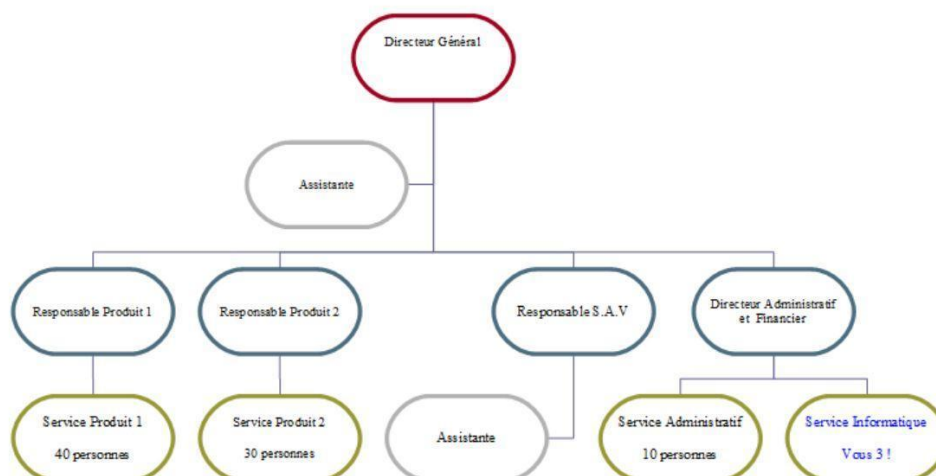 Directeur Général
Assistante
Responsable Produit 1
Responsable Produit 2
Responsable S.A.V
Directeur Administratif
et Financier
Service Produit 1
40 personnes
Service Produit 2
30 personnes
Assistante
Service Administratif
10 personnes
Service Informatique
Vous 3 !